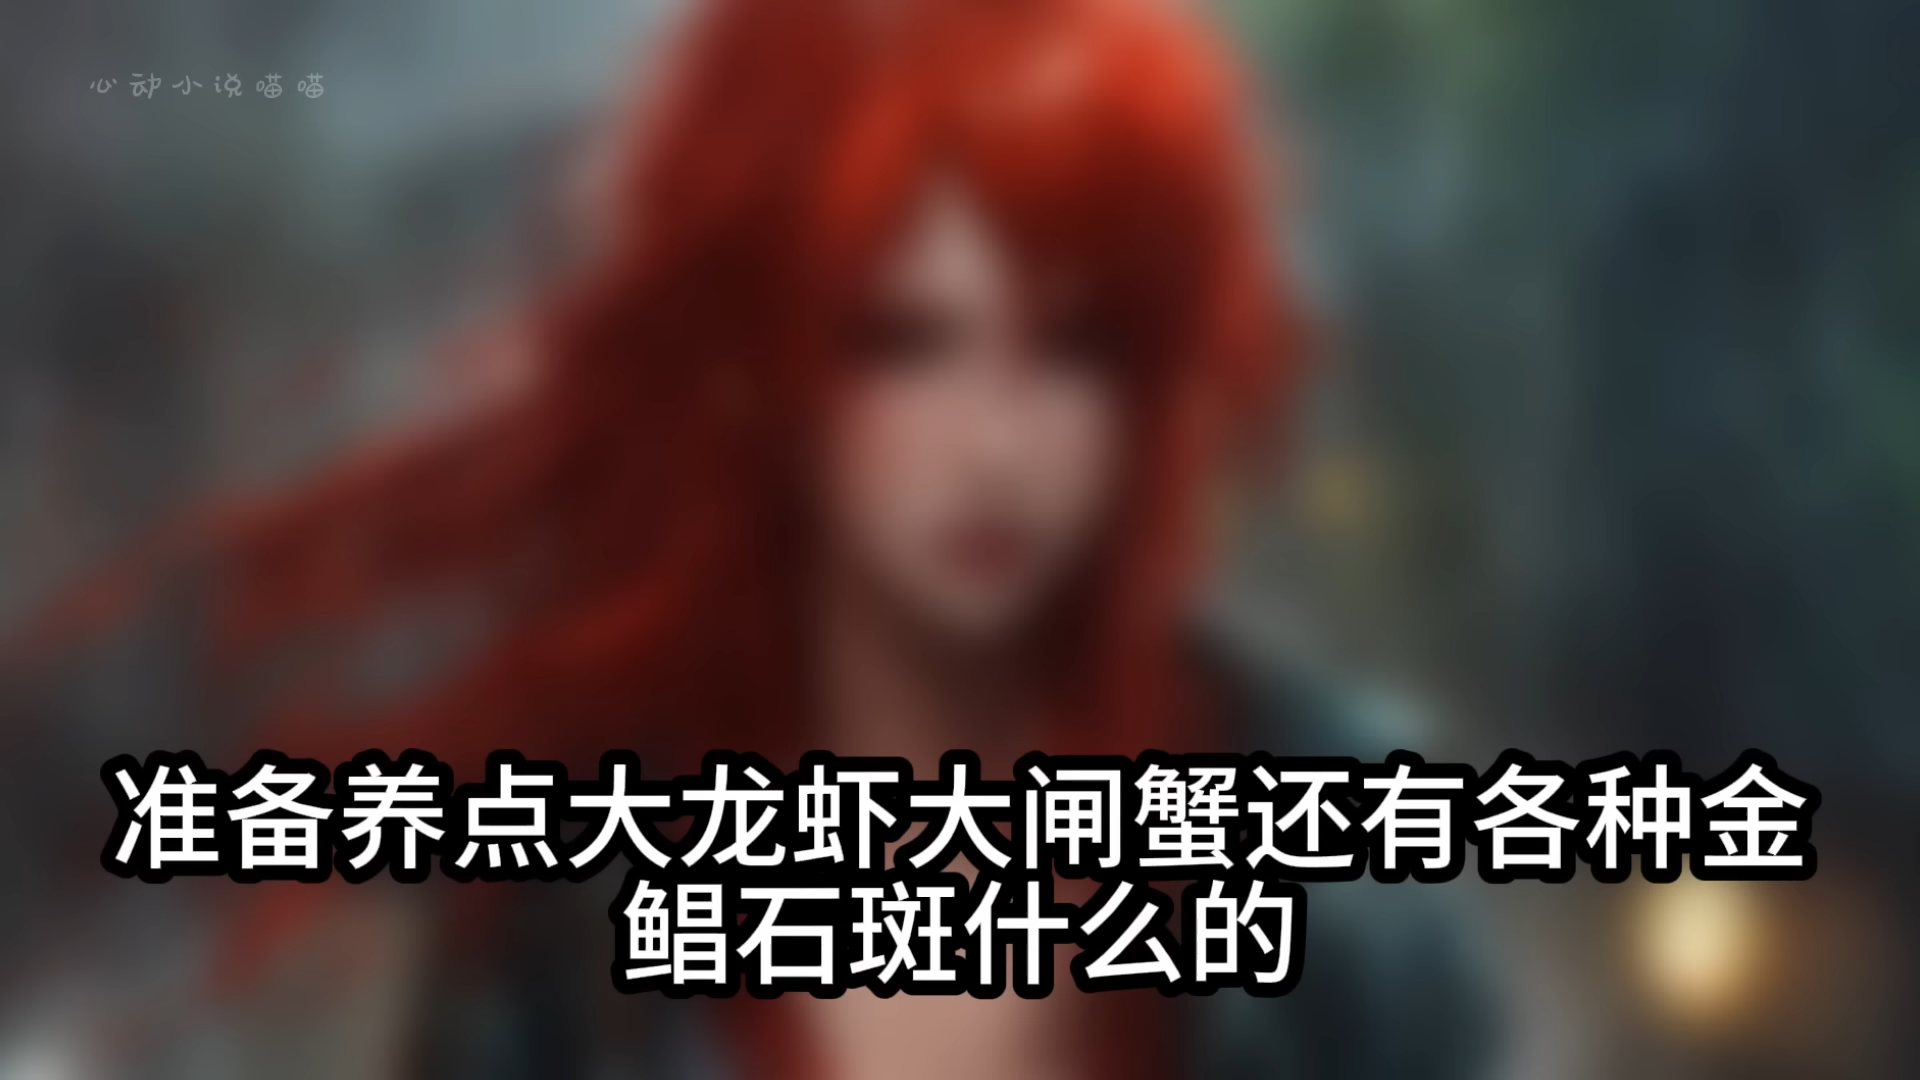 心动小说喵喵
准备养点大龙虾大闸蟹还有各种金
鲳石斑什么的